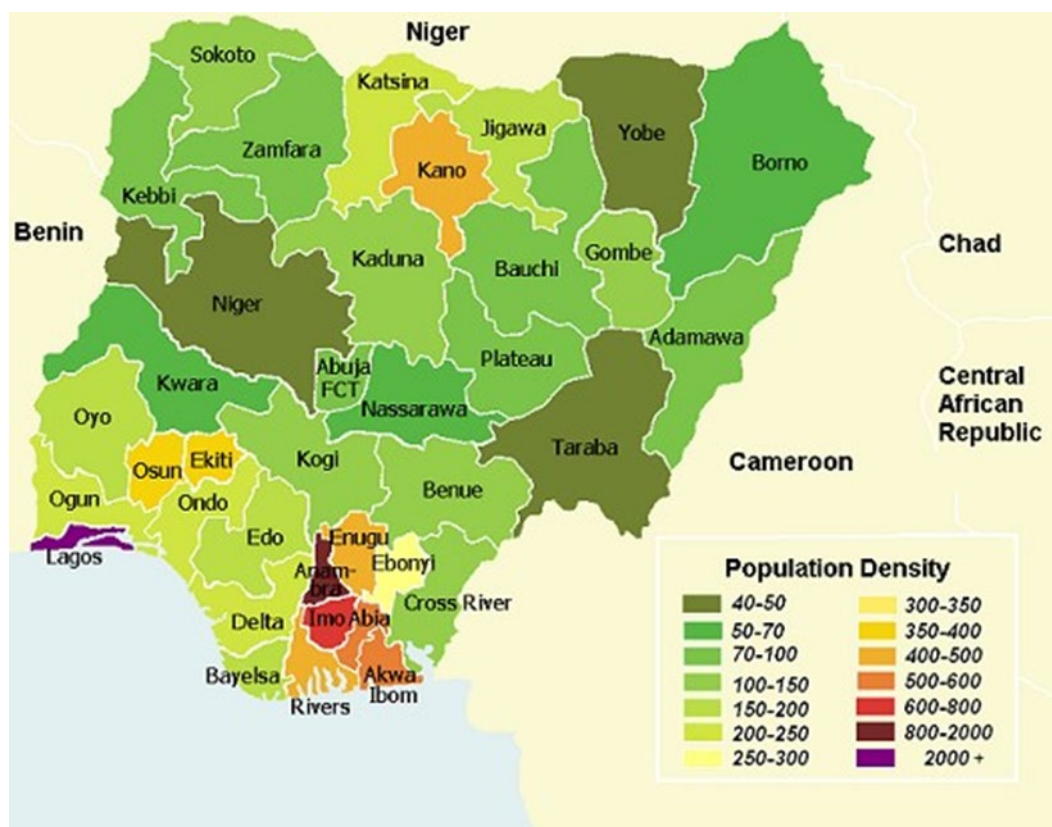 Niger
Sokoto
Katsina
Jigawa
Yobe
Zamfara
Kano
Borno
Kebbi
Benin
Chad
Kaduna
Gombe
Bauchi
Niger
Adamawa
Abuja
FCT
Plateau
Kwara
Nassarawa
Central
African
Republic
Oyo
Taraba
Kogi
Cameroon
Osun
Ekiti
Benue
Ogun
Ondo
Edo
Enugu
Lagos
Ebonyi
Anam-
bra
Cross River
Imo
Abia
Delta
Bayelsa
Akwa
Ibom
Rivers
Population Density
40-50
50-70
70-100
100-150
150-200
200-250
250-300
300-350
350-400
400-500
500-600
600-800
800-2000
2000 +